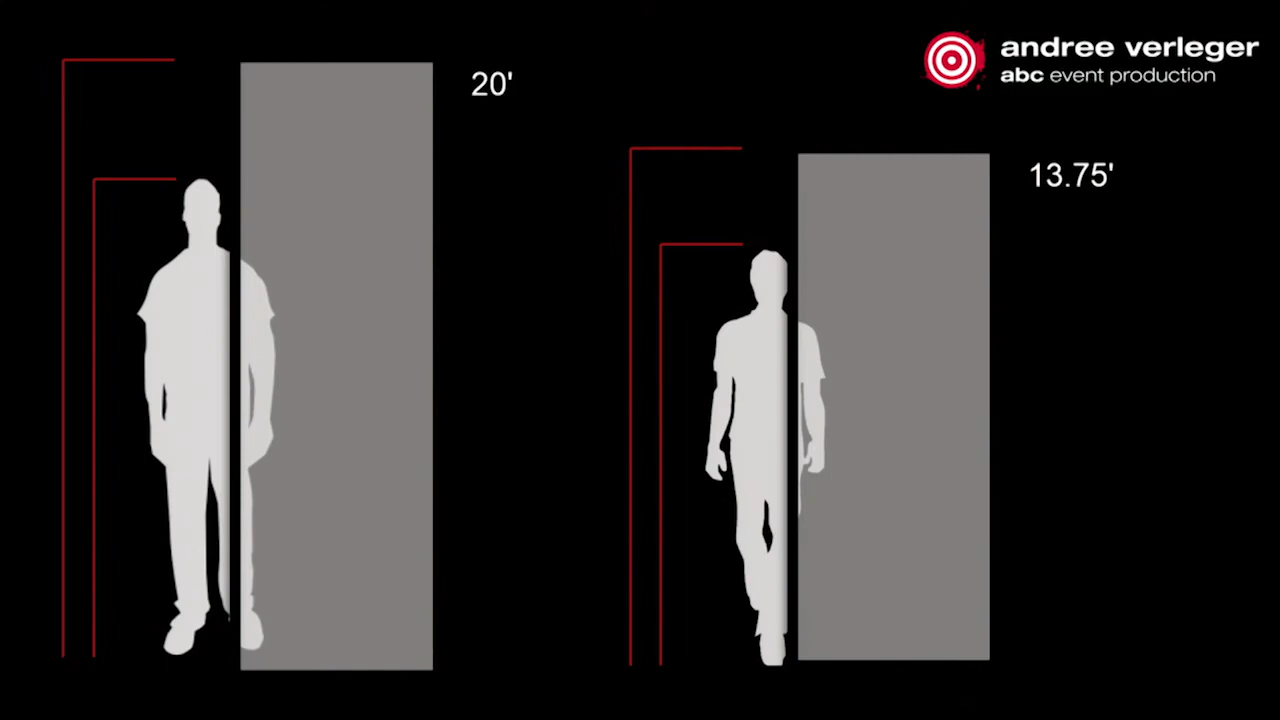 20'
andree verleger
abc event production
13.75'